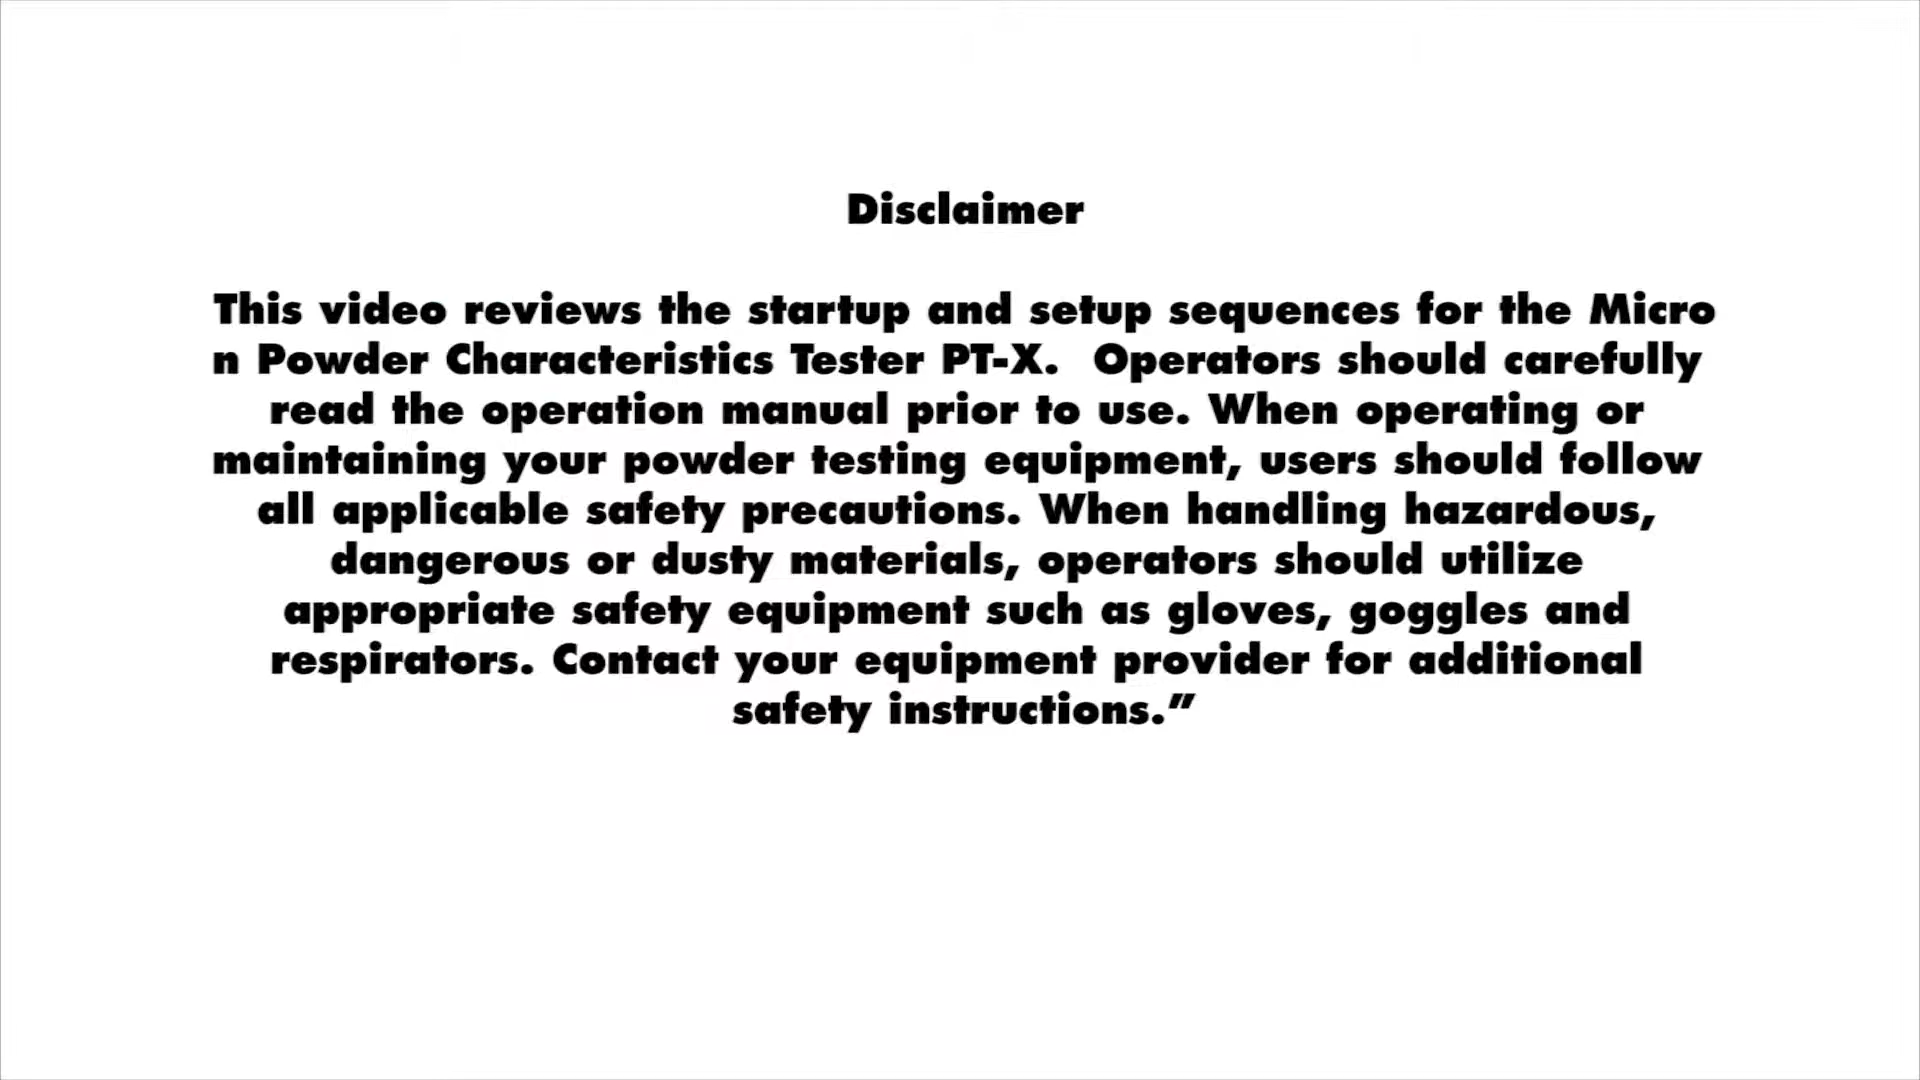 Disclaimer
This video reviews the startup and setup sequences for the Micro
n Powder Characteristics Tester PT-X.  Operators should carefully
read the operation manual prior to use. When operating or
maintaining your powder testing equipment, users should follow
all applicable safety precautions. When handling hazardous,
dangerous or dusty materials, operators should utilize
appropriate safety equipment such as gloves, goggles and
respirators. Contact your equipment provider for additional
safety instructions.”